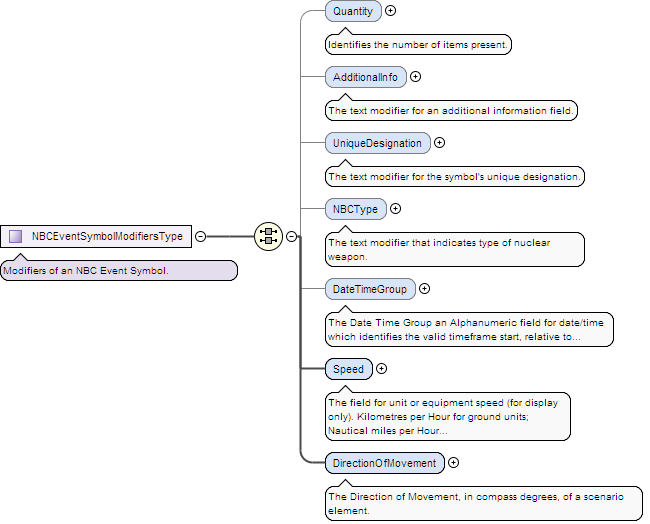 Quantity
Identifies the number of items present.
AdditionalInfo
The text modifier for an additional information field.
UniqueDesignation
The text modifier for the symbol's unique designation.
NBCType
The text modifier that indicates type of nuclear
weapon.
NBCEventSymbolModifiersType
Modifiers of an NBC Event Symbol.
DateTimeGroup
The Date Time Group an Alphanumeric field for date/time
which identifies the valid timeframe start, relative to...
Speed
The field for unit or equipment speed (for display
only). Kilometres per Hour for ground units;
Nautical miles per Hour...
DirectionOfMovement
The Direction of Movement, in compass degrees, of a scenario
element.